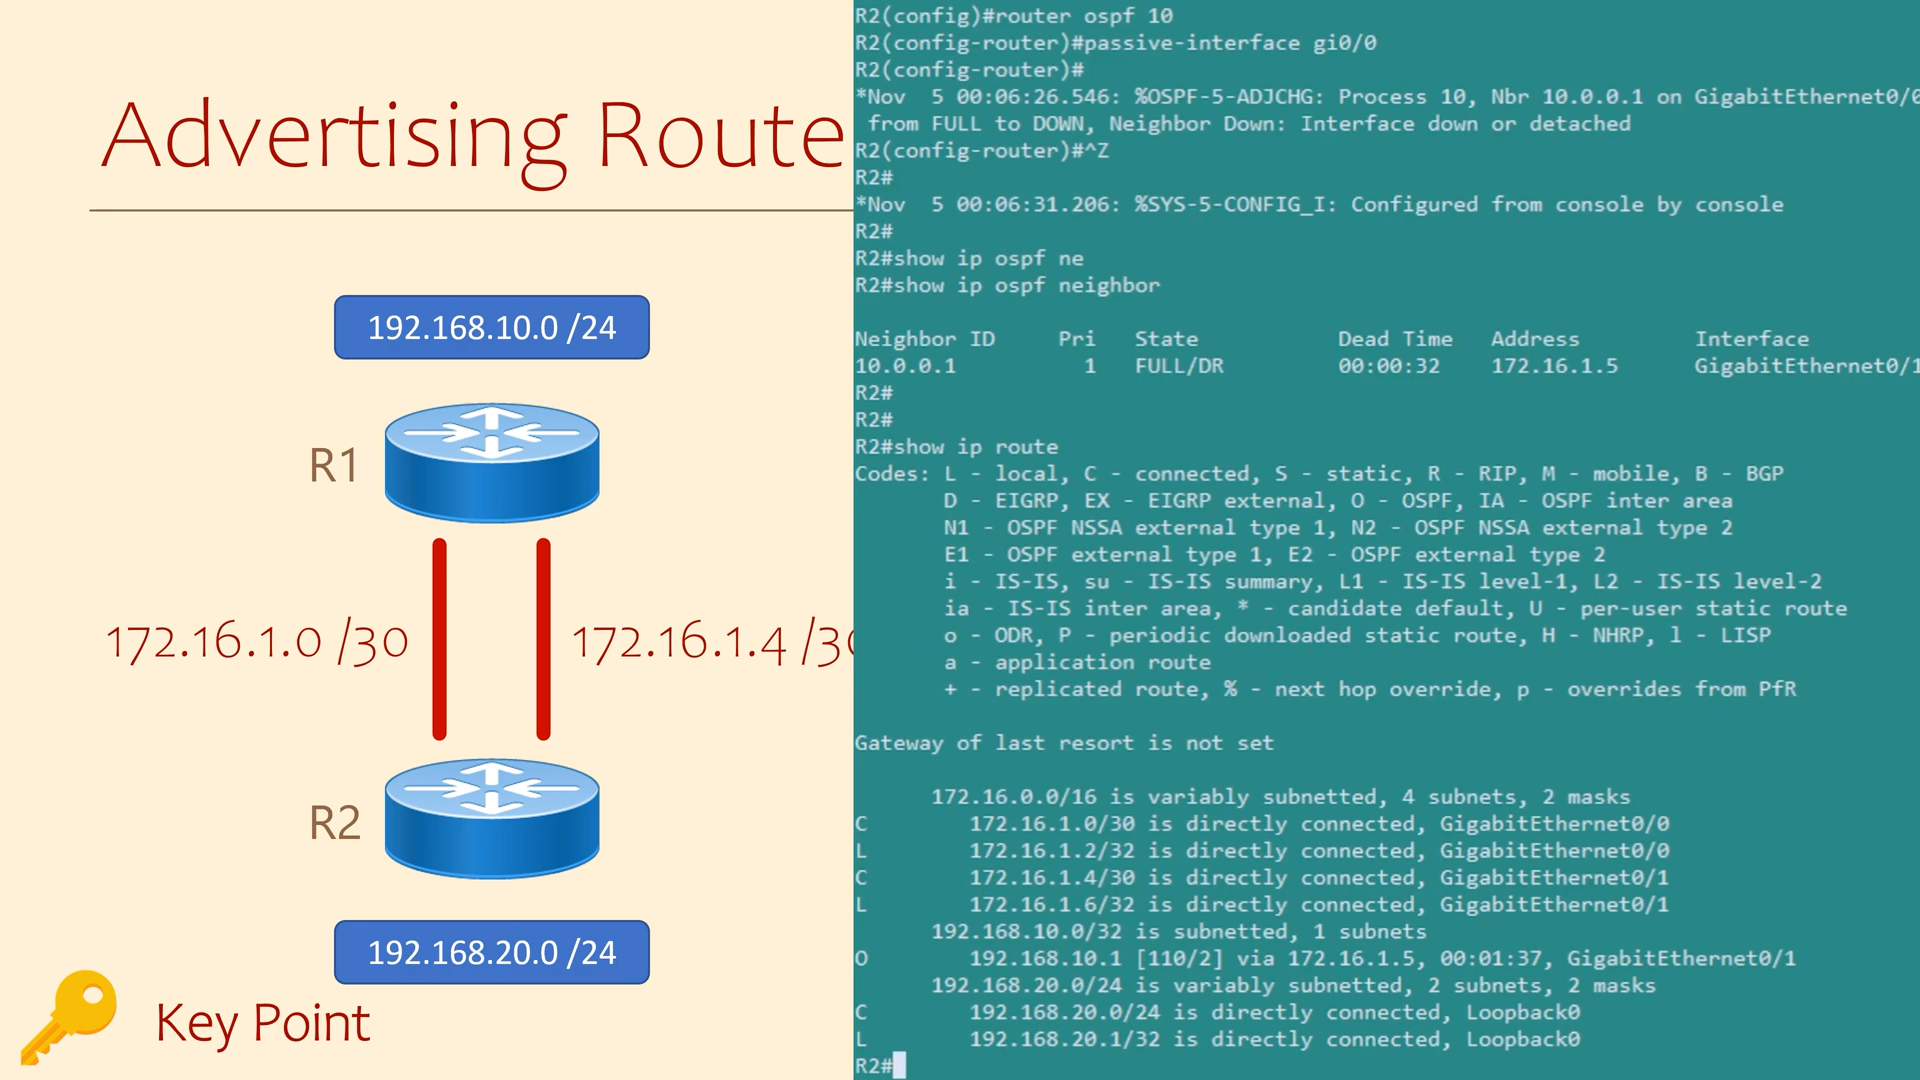 Advertising Route
192.168.10.0 /24
R1
172.16.1.0 /30
172.16.1.4 /30
R2
192.168.20.0 /24
Key Point
R2(config)#router ospf 10
R2(config-router)#passive-interface gi0/0
R2(config-router)#
*Nov  5 00:06:26.546: %OSPF-5-ADJCHG: Process 10, Nbr 10.0.0.1 on GigabitEthernet0/0
 from FULL to DOWN, Neighbor Down: Interface down or detached
R2(config-router)#^Z
R2#
*Nov  5 00:06:31.206: %SYS-5-CONFIG_I: Configured from console by console
R2#
R2#show ip ospf ne
R2#show ip ospf neighbor
Neighbor ID     Pri   State           Dead Time   Address         Interface
10.0.0.1          1   FULL/DR         00:00:32    172.16.1.5      GigabitEthernet0/1
R2#
R2#
R2#show ip route
Codes: L - local, C - connected, S - static, R - RIP, M - mobile, B - BGP
       D - EIGRP, EX - EIGRP external, O - OSPF, IA - OSPF inter area
       N1 - OSPF NSSA external type 1, N2 - OSPF NSSA external type 2
       E1 - OSPF external type 1, E2 - OSPF external type 2
       i - IS-IS, su - IS-IS summary, L1 - IS-IS level-1, L2 - IS-IS level-2
       ia - IS-IS inter area, * - candidate default, U - per-user static route
       o - ODR, P - periodic downloaded static route, H - NHRP, l - LISP
       a - application route
       + - replicated route, % - next hop override, p - overrides from PfR
Gateway of last resort is not set
      172.16.0.0/16 is variably subnetted, 4 subnets, 2 masks
C        172.16.1.0/30 is directly connected, GigabitEthernet0/0
L        172.16.1.2/32 is directly connected, GigabitEthernet0/0
C        172.16.1.4/30 is directly connected, GigabitEthernet0/1
L        172.16.1.6/32 is directly connected, GigabitEthernet0/1
      192.168.10.0/32 is subnetted, 1 subnets
O        192.168.10.1 [110/2] via 172.16.1.5, 00:01:37, GigabitEthernet0/1
      192.168.20.0/24 is variably subnetted, 2 subnets, 2 masks
C        192.168.20.0/24 is directly connected, Loopback0
L        192.168.20.1/32 is directly connected, Loopback0
R2#